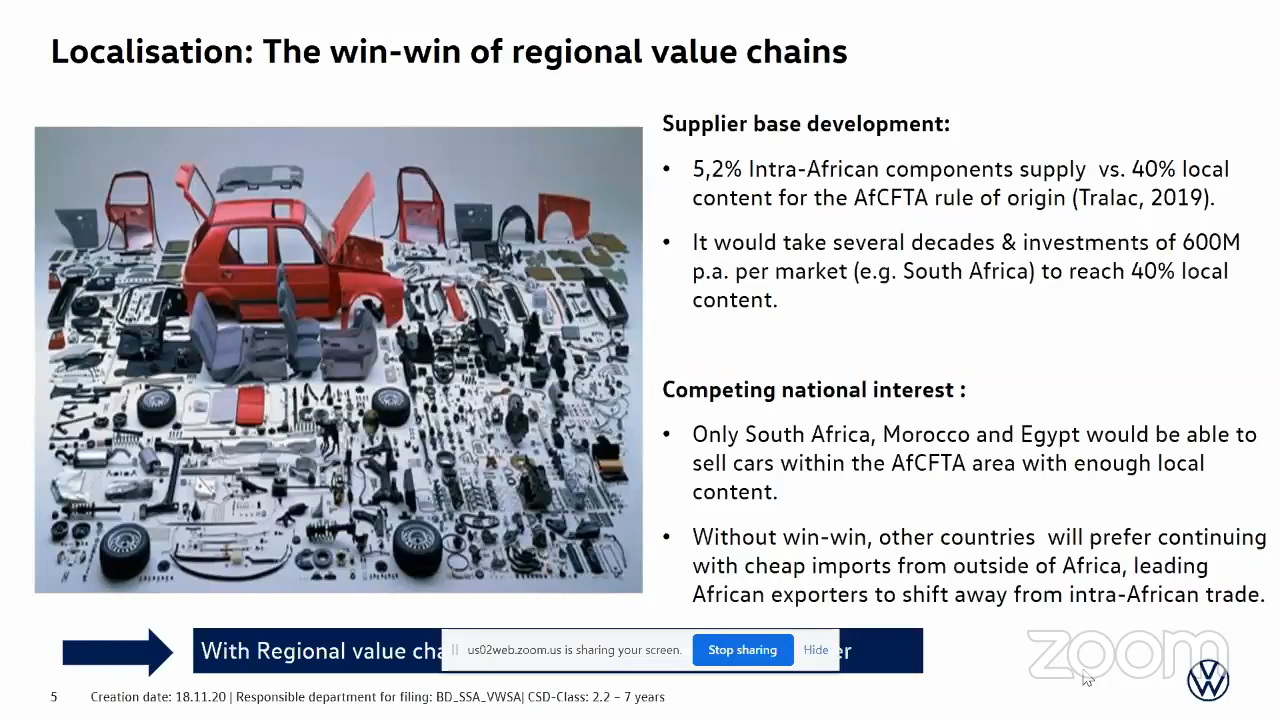 Localisation: The win-win of regional value chains
Supplier base development:
• 5,2% Intra-African components supply vs. 40% local
content for the AfCFTA rule of origin (Tralac, 2019).
• It would take several decades & investments of 600M
p.a. per market (e.g. South Africa) to reach 40% local
content.
Competing national interest :
• Only South Africa, Morocco and Egypt would be able to
sell cars within the AfCFTA area with enough local
content.
• Without win-win, other countries will prefer continuing
with cheap imports from outside of Africa, leading
African exporters to shift away from intra-African trade.
With Regional value
us02web.zoom.us is sharing your screen. Stop sharing Hide
zoom
5 Creation date: 18.11.20 | Responsible department for filing: BD_SSA_VWSA| CSD-Class: 2.2 – 7 years